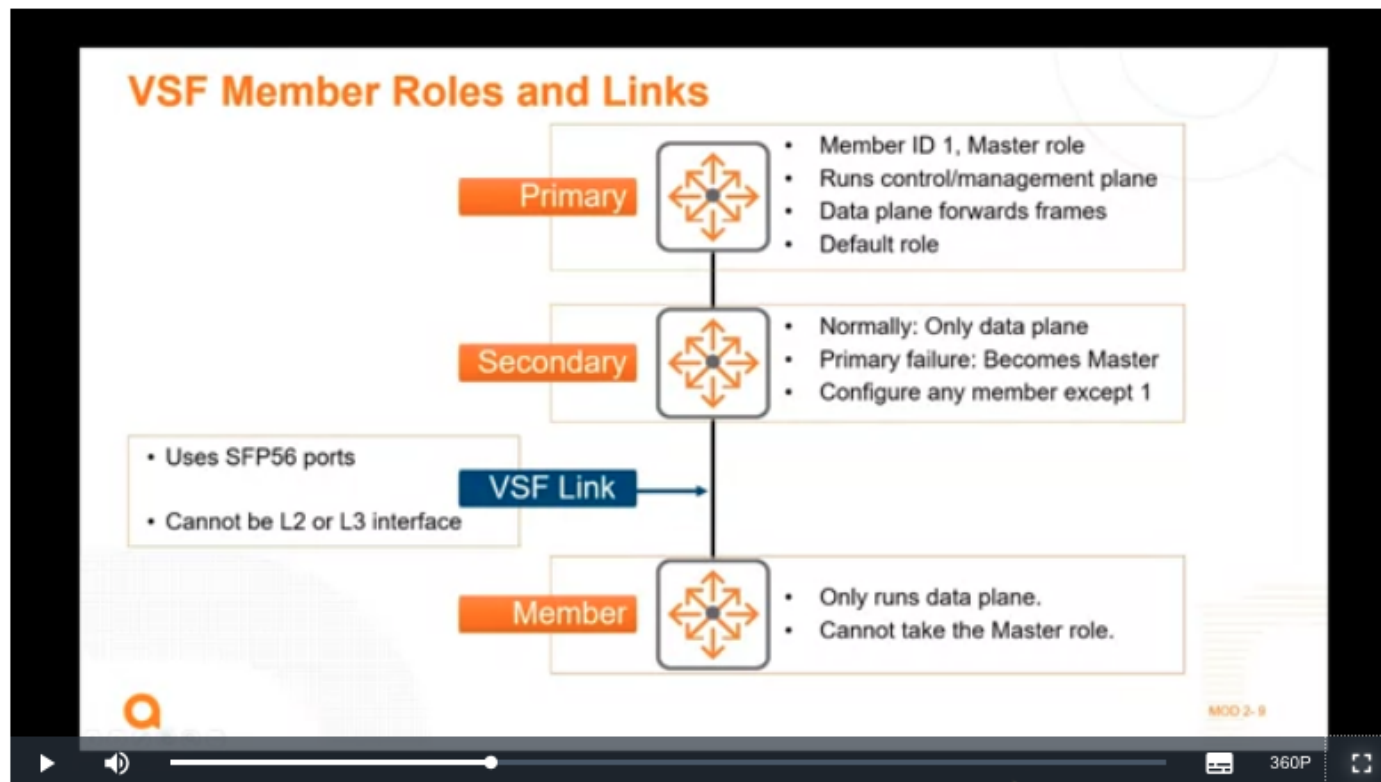 VSF Member Roles and Links
Primary
• Member ID 1, Master role
• Runs control/management plane
• Data plane forwards frames
• Default role
Secondary
• Normally: Only data plane
• Primary failure: Becomes Master
• Configure any member except 1
• Uses SFP56 ports
• Cannot be L2 or L3 interface
VSF Link
Member
• Only runs data plane.
• Cannot take the Master role.
MOD 2- 9
360P